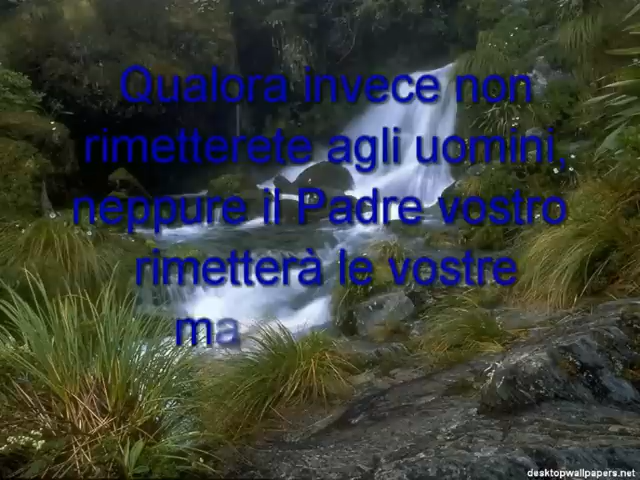 Qualora invece non
rimetterete agli uomini,
neppure il Padre vostro
rimetterà le vostre
ma
desktopwallpapers.net